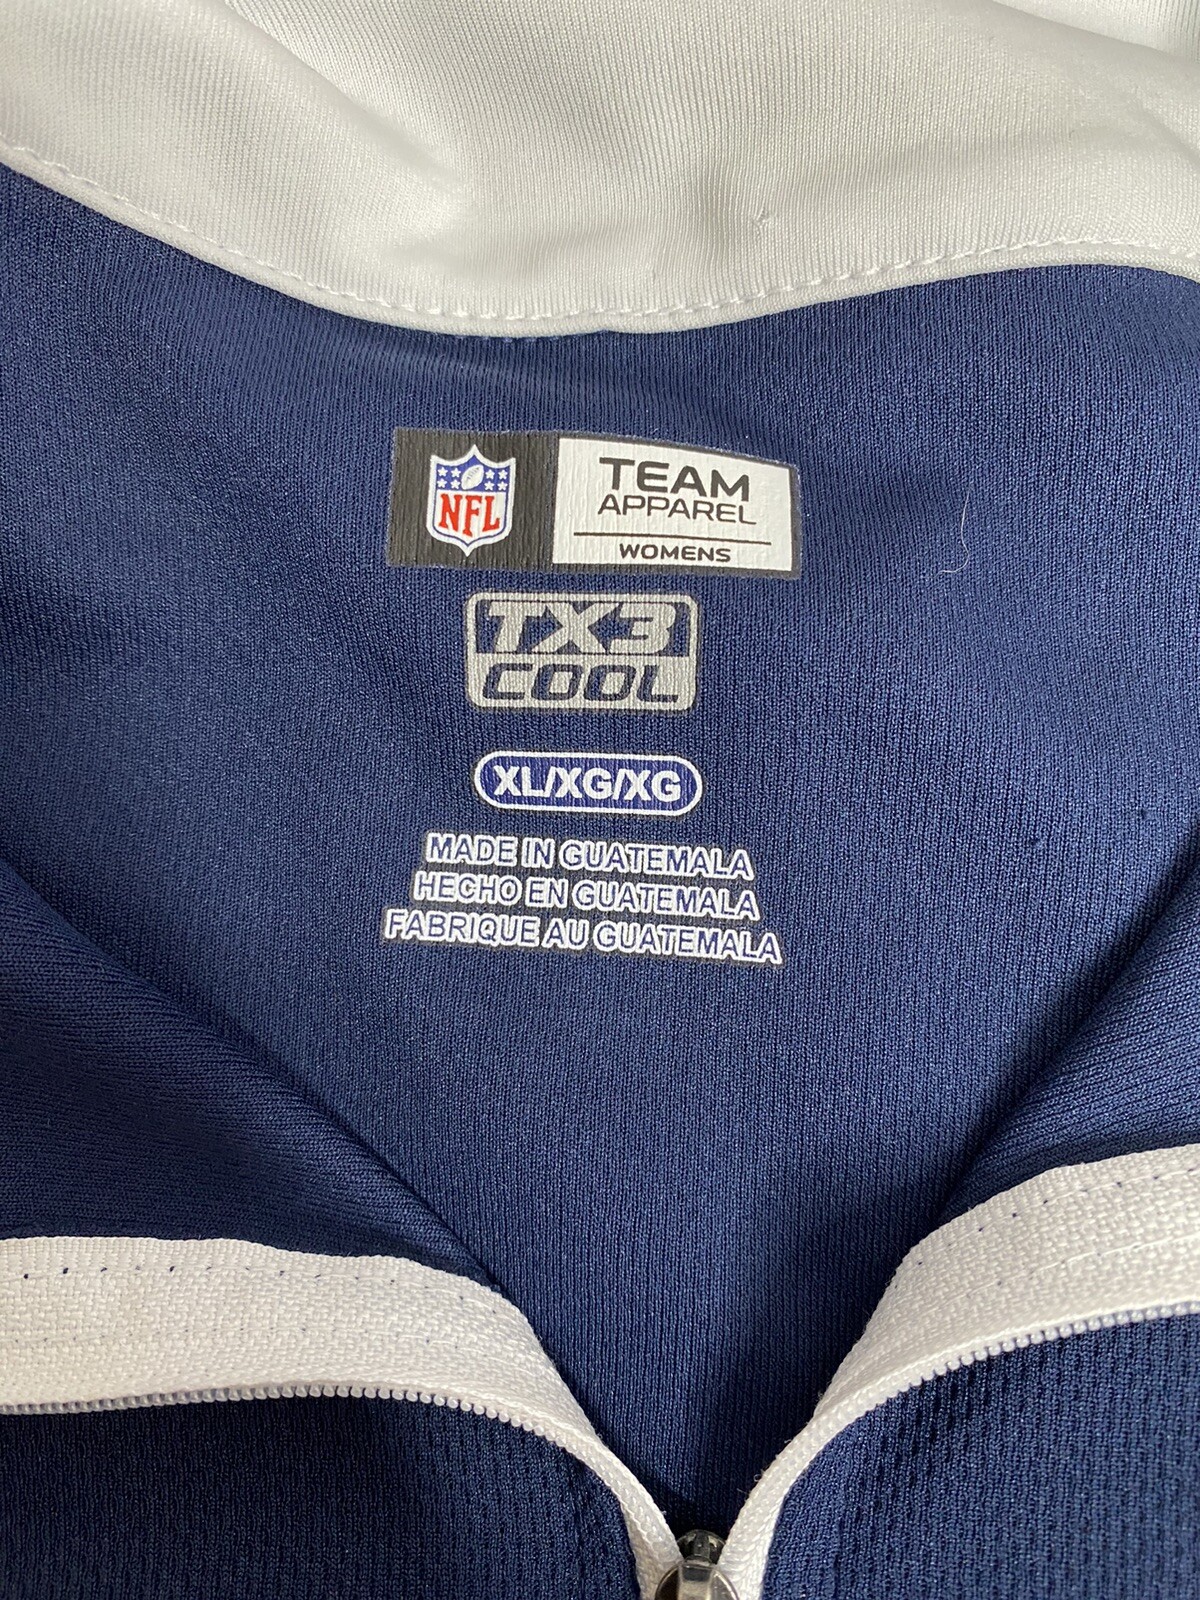 NFL
TEAM
APPAREL
WOMENS
TX3
COOL
XL/XG/XG
MADE IN GUATEMALA
HECHO EN GUATEMALA
FABRIQUE AU GUATEMALA